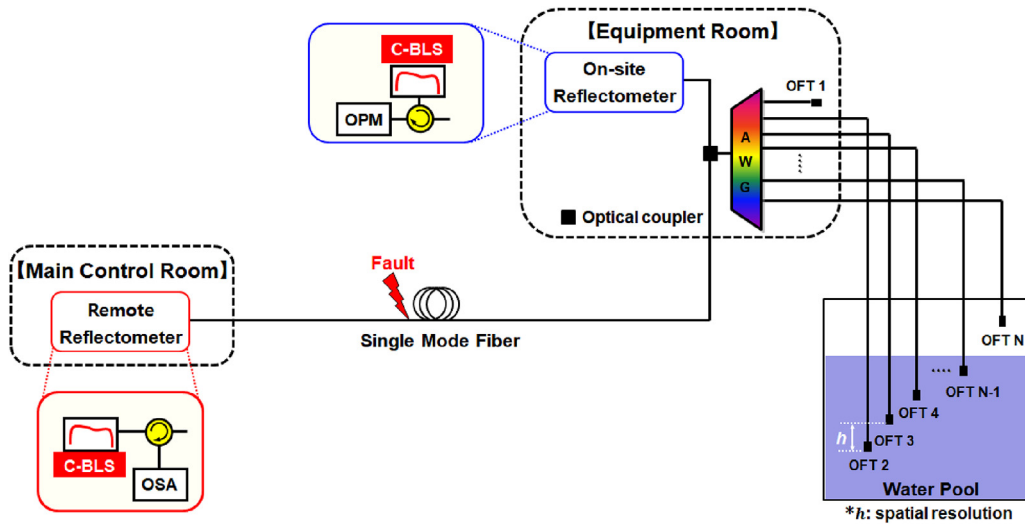 C-BLS
OPM
【Equipment Room】
On-site
Reflectometer
OFT 1
A
W
G
Optical coupler
【Main Control Room】
Remote
Reflectometer
Fault
Single Mode Fiber
C-BLS
OSA
OFT N
OFT N-1
OFT 4
OFT 3
h
OFT 2
Water Pool
*h: spatial resolution